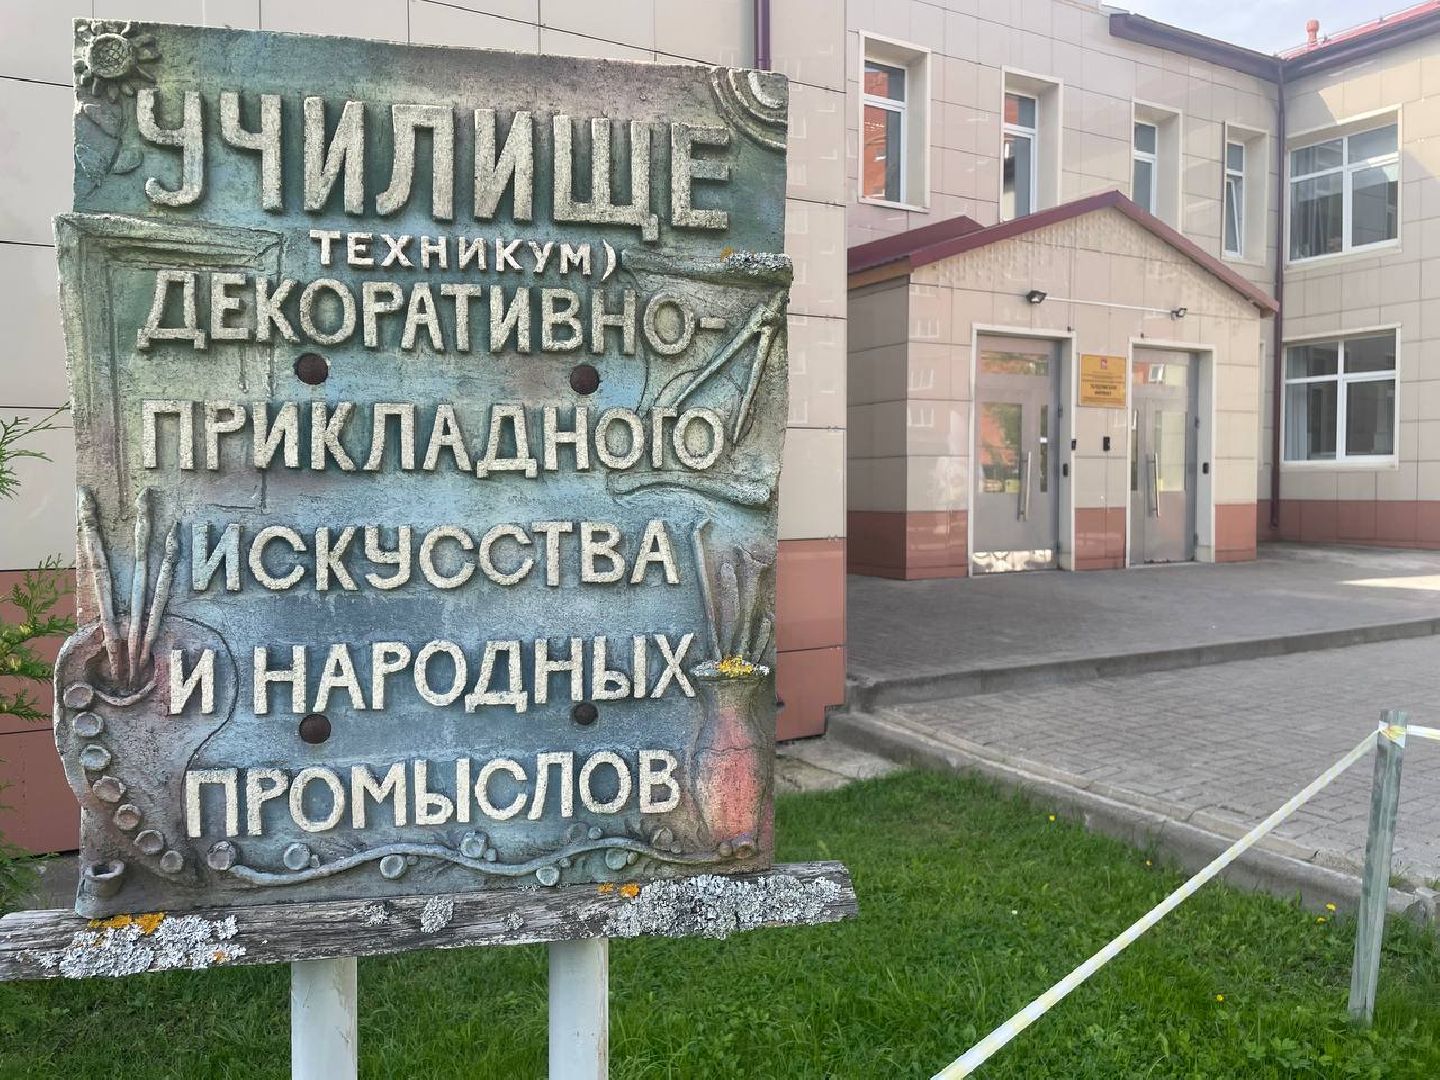 УЧИЛИЩЕ
ТЕХНИКУМ)
ДЕКОРАТИВНО-
ПРИКЛАДНОГО
ИСКУССТВА
И НАРОДНЫХ
ПРОМЫСЛОВ